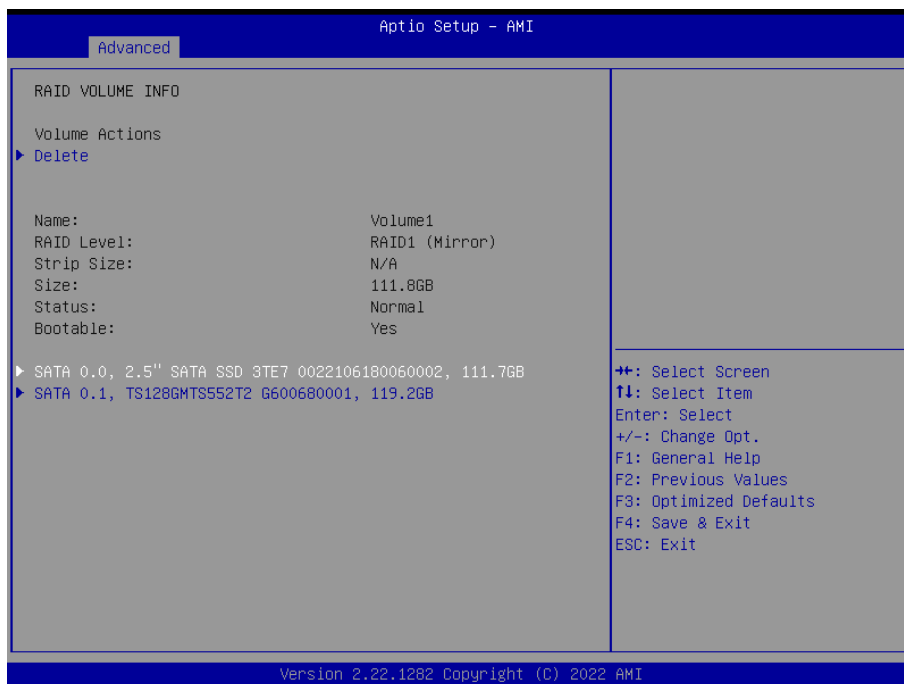 Aptio Setup – AMI
Advanced
RAID VOLUME INFO
Volume Actions
Delete
Name: Volume1
RAID Level: RAID1 (Mirror)
Strip Size: N/A
Size: 111.8GB
Status: Normal
Bootable: Yes
SATA 0.0, 2.5'' SATA SSD 3TE7 0022106180060002, 111.7GB
SATA 0.1, TS128GMTS552T2 G600680001, 119.2GB
→←: Select Screen
↑↓: Select Item
Enter: Select
+/-: Change Opt.
F1: General Help
F2: Previous Values
F3: Optimized Defaults
F4: Save & Exit
ESC: Exit
Version 2.22.1282 Copyright (C) 2022 AMI